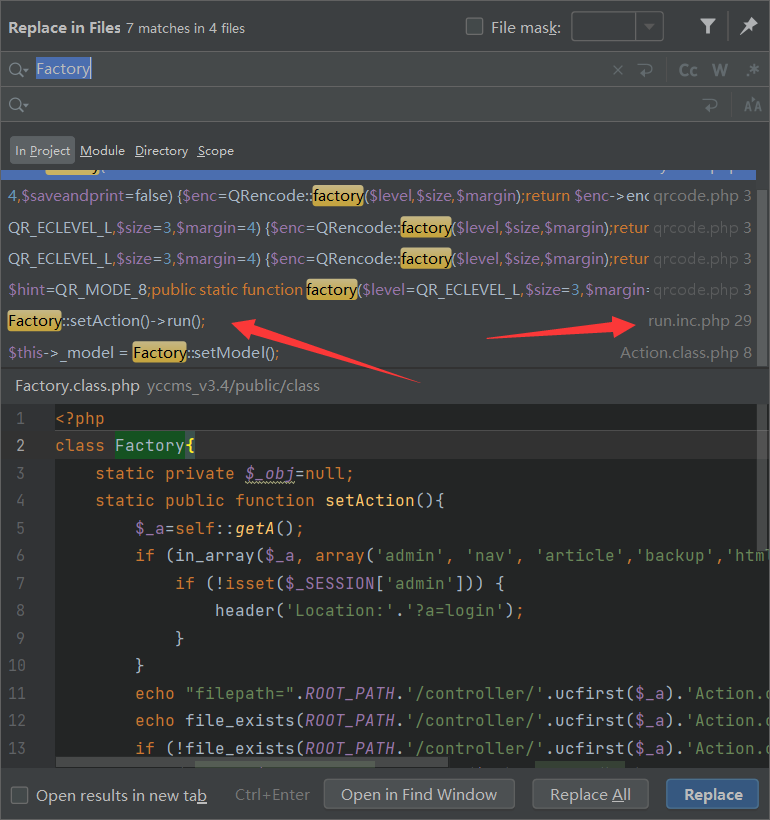 Replace in Files 7 matches in 4 files File mask:
Factory
Cc W .*
In Project Module Directory Scope
4,$saveandprint=false) {$enc=QRencode::factory($level,$size,$margin);return $enc->enc qrcode.php 3
QR_ECLEVEL_L,$size=3,$margin=4) {$enc=QRencode::factory($level,$size,$margin);retur qrcode.php 3
QR_ECLEVEL_L,$size=3,$margin=4) {$enc=QRencode::factory($level,$size,$margin);retur qrcode.php 3
$hint=QR_MODE_8;public static function factory($level=QR_ECLEVEL_L,$size=3,$margin= qrcode.php 3
Factory::setAction()->run(); run.inc.php 29
$this->_model = Factory::setModel(); Action.class.php 8
Factory.class.php yccms_v3.4/public/class
1 <?php
2 class Factory{
3 static private $_obj=null;
4 static public function setAction(){
5 $_a=self::getA();
6 if (in_array($_a, array('admin', 'nav', 'article','backup','htm
7 if (!isset($_SESSION['admin'])) {
8 header('Location:'.'?a=login');
9 }
10 }
11 echo "filepath=".ROOT_PATH.'/controller/'.ucfirst($_a).'Action.c
12 echo file_exists(ROOT_PATH.'/controller/'.ucfirst($_a).'Action.c
13 if (!file_exists(ROOT_PATH.'/controller/'.ucfirst($_a).'Action.c
Open results in new tab Ctrl+Enter Open in Find Window Replace All Replace